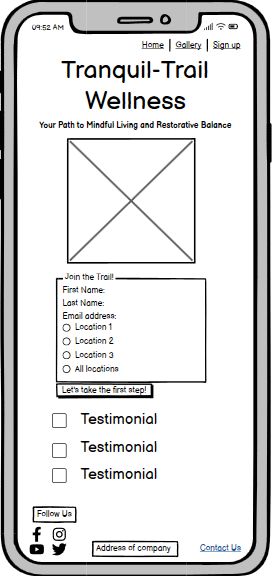 09:52 AM
Home | Gallery | Sign up
Tranquil-Trail
Wellness
Your Path to Mindful Living and Restorative Balance
Join the Trail!
First Name:
Last Name:
Email address:
Location 1
Location 2
Location 3
All locations
Let's take the first step!
Testimonial
Testimonial
Testimonial
Follow Us
Address of company
Contact Us